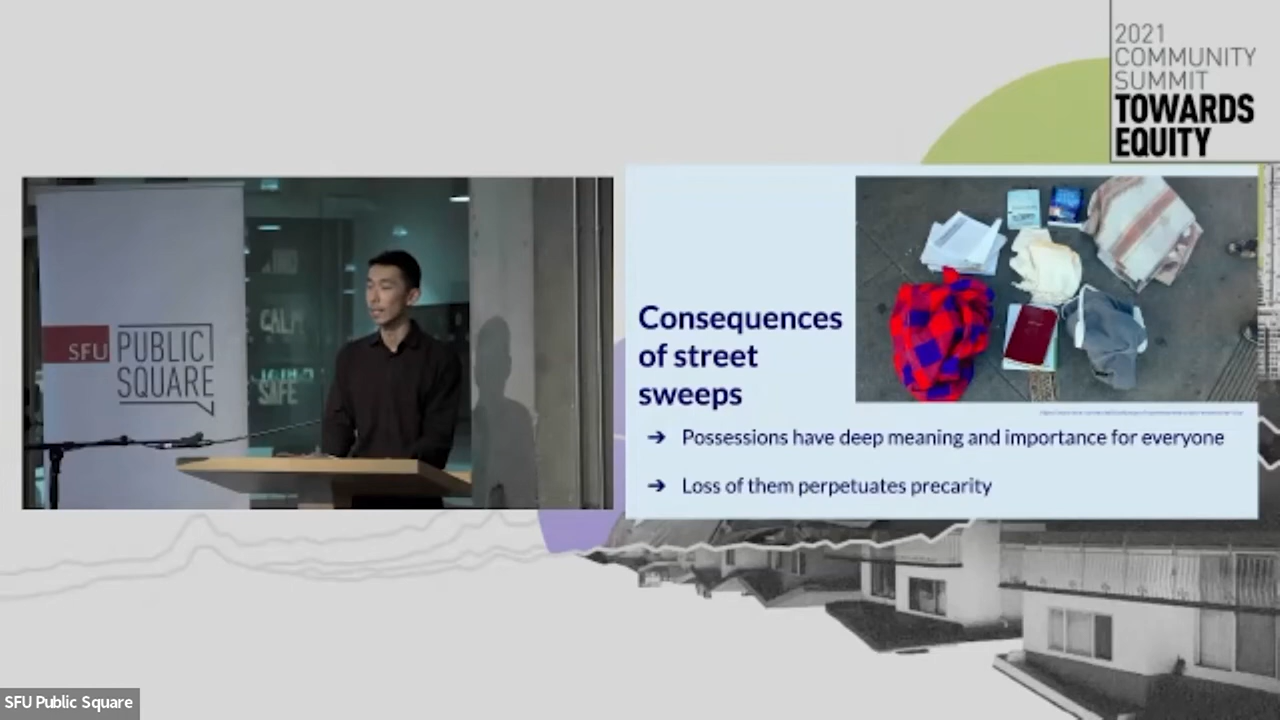 2021
COMMUNITY
SUMMIT
TOWARDS
EQUITY
SFU PUBLIC
SQUARE
CALM
SAFE
Consequences
of street
sweeps
➔ Possessions have deep meaning and importance for everyone
➔ Loss of them perpetuates precarity
SFU Public Square